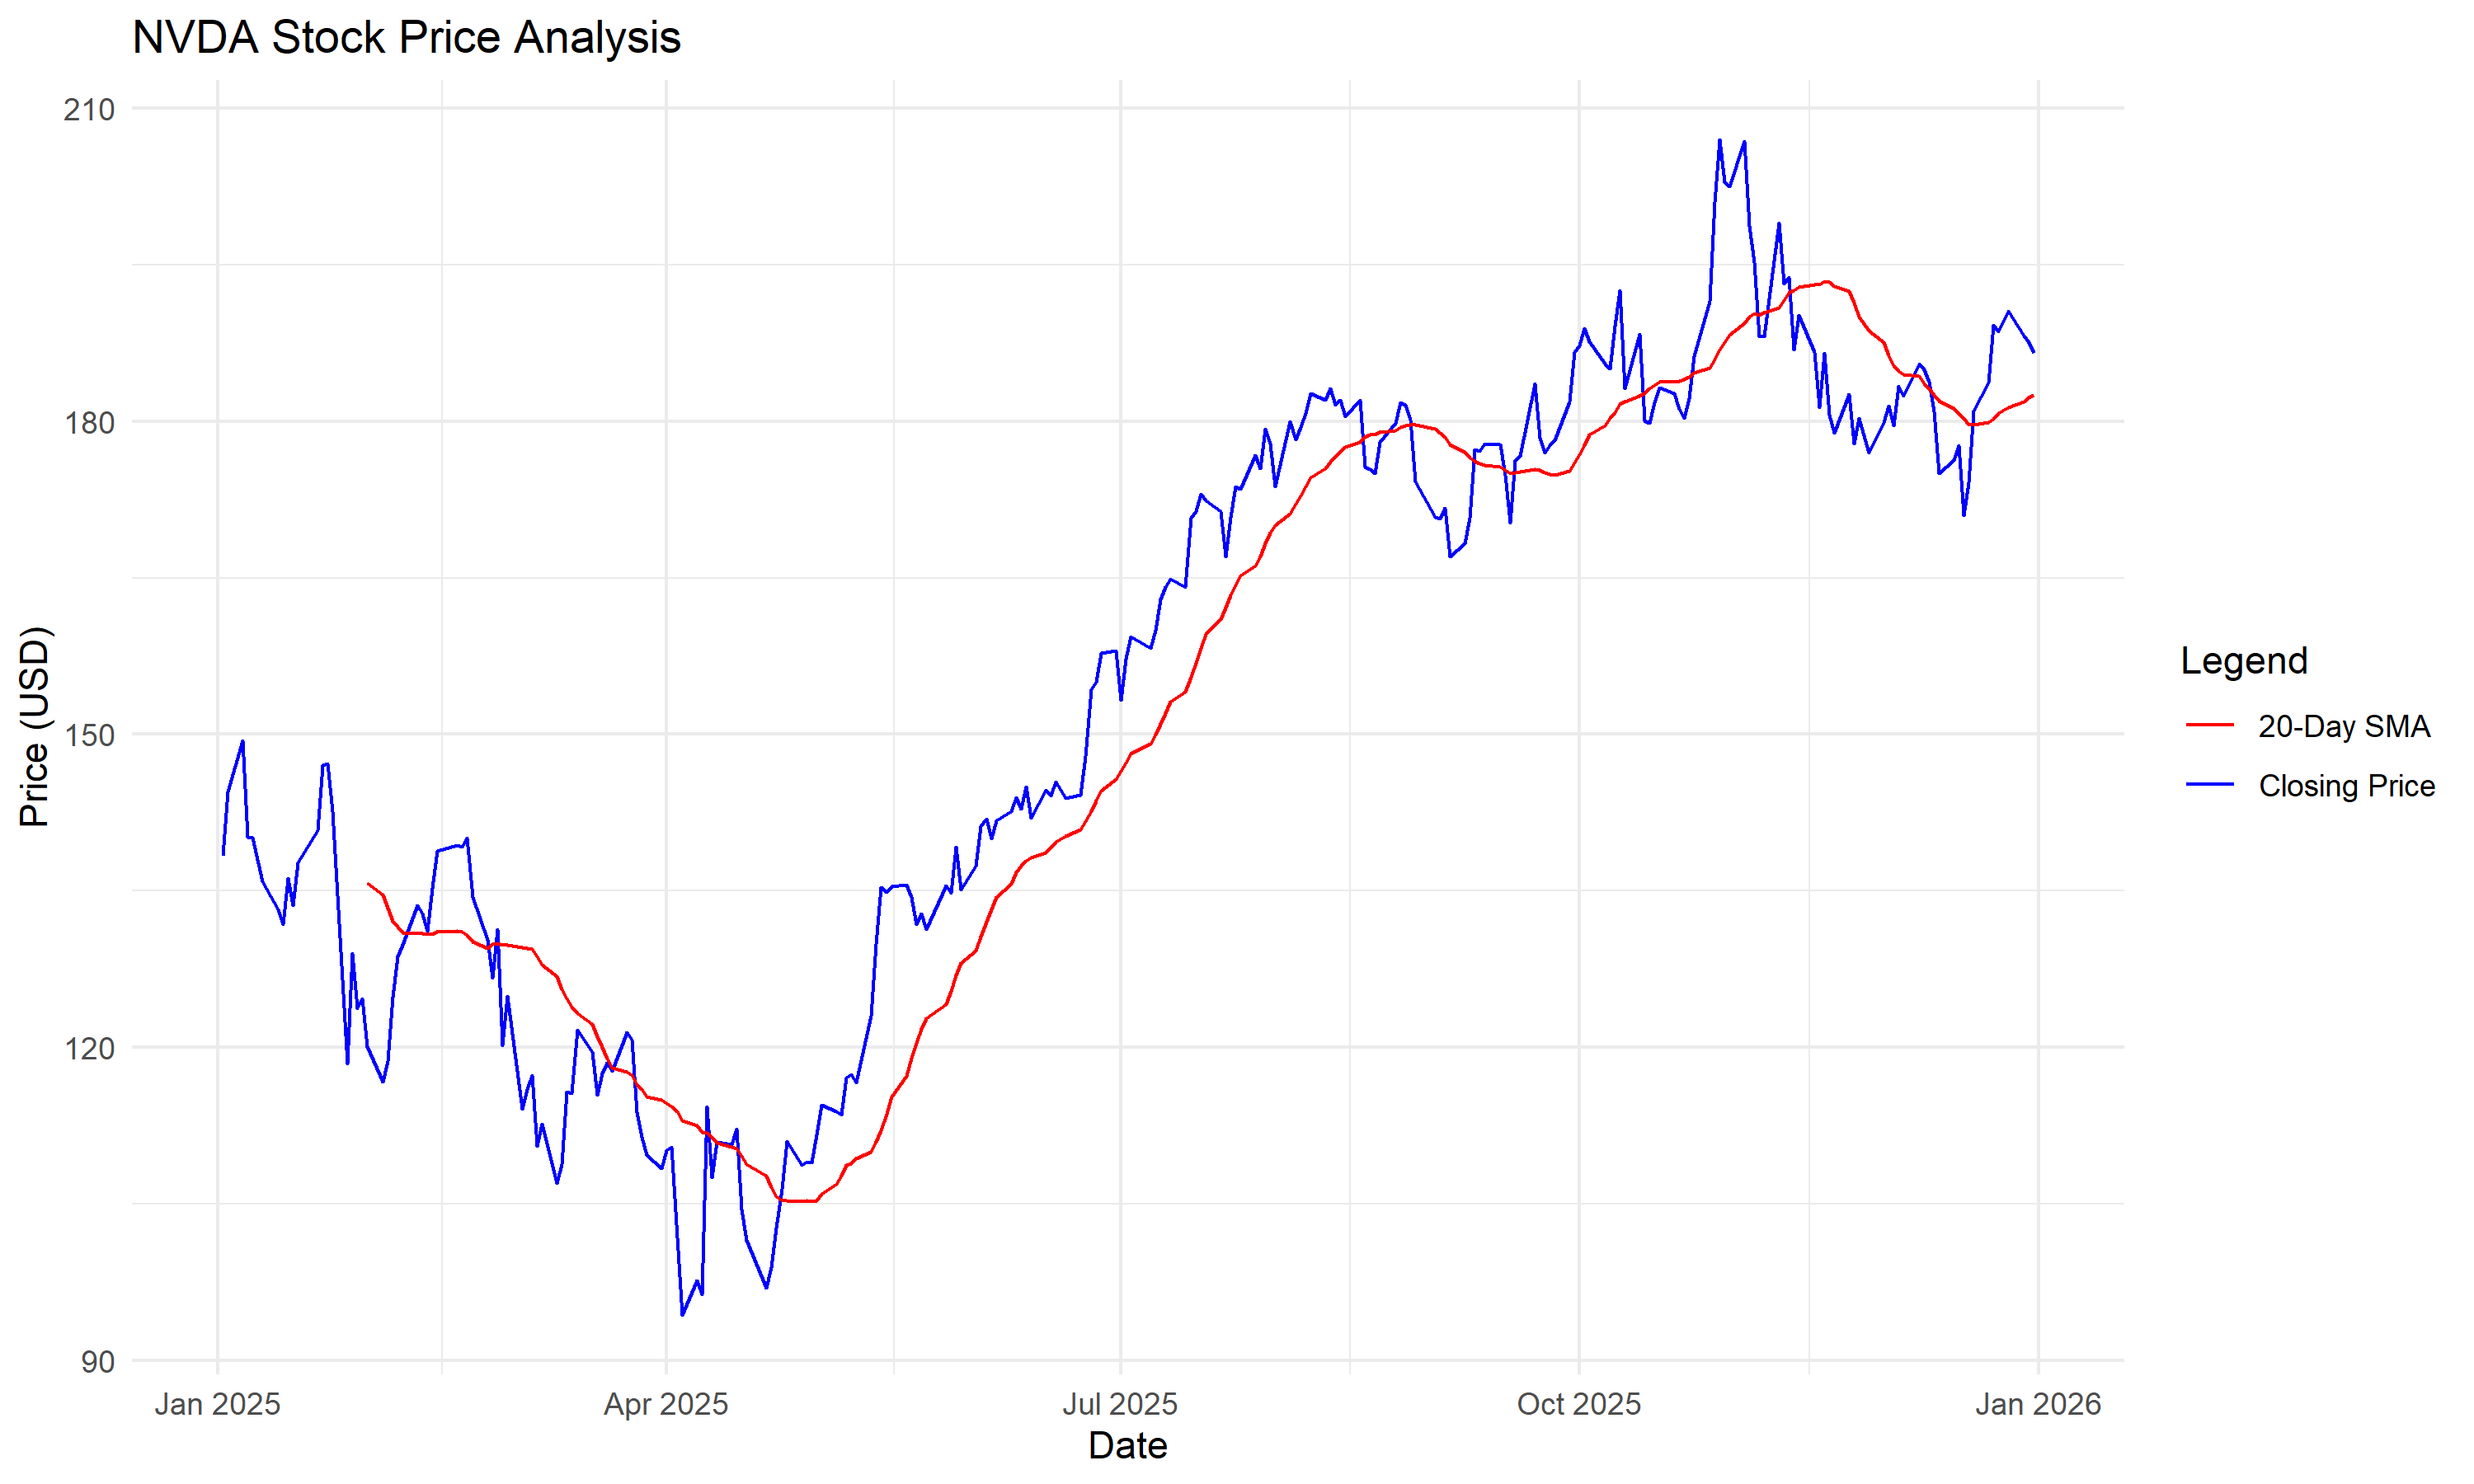 NVDA Stock Price Analysis
210
180
150
120
90
Price (USD)
Jan 2025
Apr 2025
Jul 2025
Oct 2025
Jan 2026
Date
Legend
20-Day SMA
Closing Price